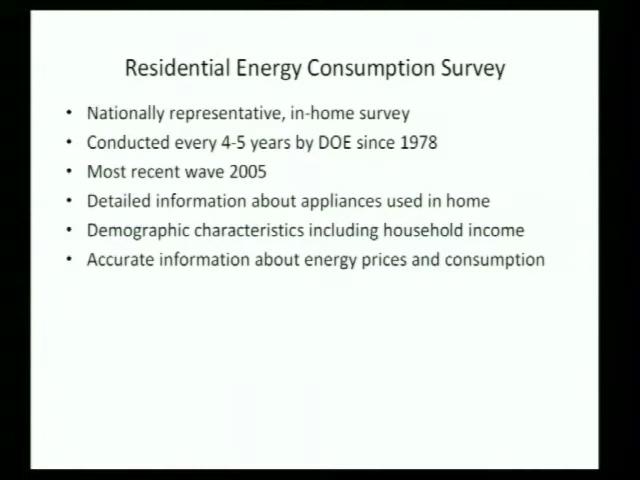 Residential Energy Consumption Survey
• Nationally representative, in-home survey
• Conducted every 4-5 years by DOE since 1978
• Most recent wave 2005
• Detailed information about appliances used in home
• Demographic characteristics including household income
• Accurate information about energy prices and consumption